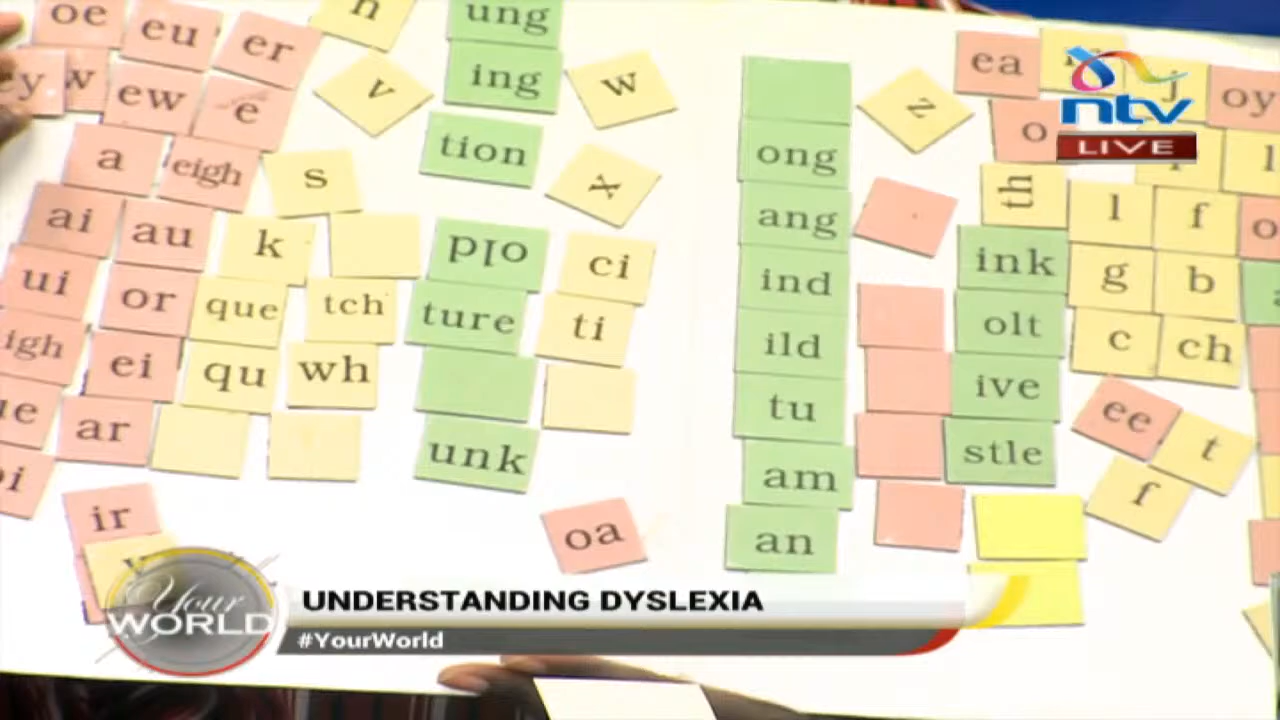 oe eu er n ung
ea
y w ew e v ing w z j oy
o
a eigh s tion x ong th l
ai au k ang l f
ui or que tch old ci ink g b
igh ei qu wh ture ti ind olt c ch
ar ild ive ee t
unk tu stle f
ir oa am
an
ntv
LIVE
Your
WORLD
UNDERSTANDING DYSLEXIA
#YourWorld